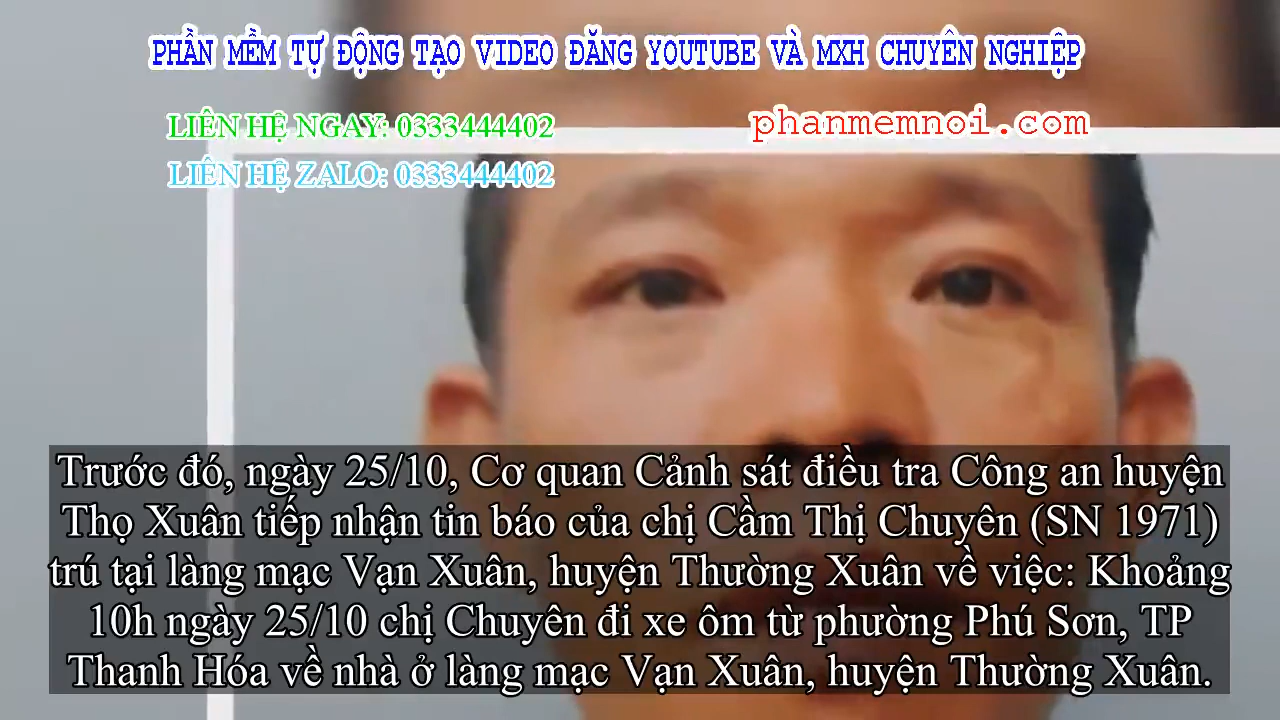 PHẦN MỀM TỰ ĐỘNG TẠO VIDEO ĐĂNG YOUTUBE VÀ MXH CHUYÊN NGHIỆP
LIÊN HỆ NGAY: 0333444402
phanmemnoi.com
LIÊN HỆ ZALO: 0333444402
Trước đó, ngày 25/10, Cơ quan Cảnh sát điều tra Công an huyện
Thọ Xuân tiếp nhận tin báo của chị Cầm Thị Chuyên (SN 1971)
trú tại làng mạc Vạn Xuân, huyện Thường Xuân về việc: Khoảng
10h ngày 25/10 chị Chuyên đi xe ôm từ phường Phú Sơn, TP
Thanh Hóa về nhà ở làng mạc Vạn Xuân, huyện Thường Xuân.